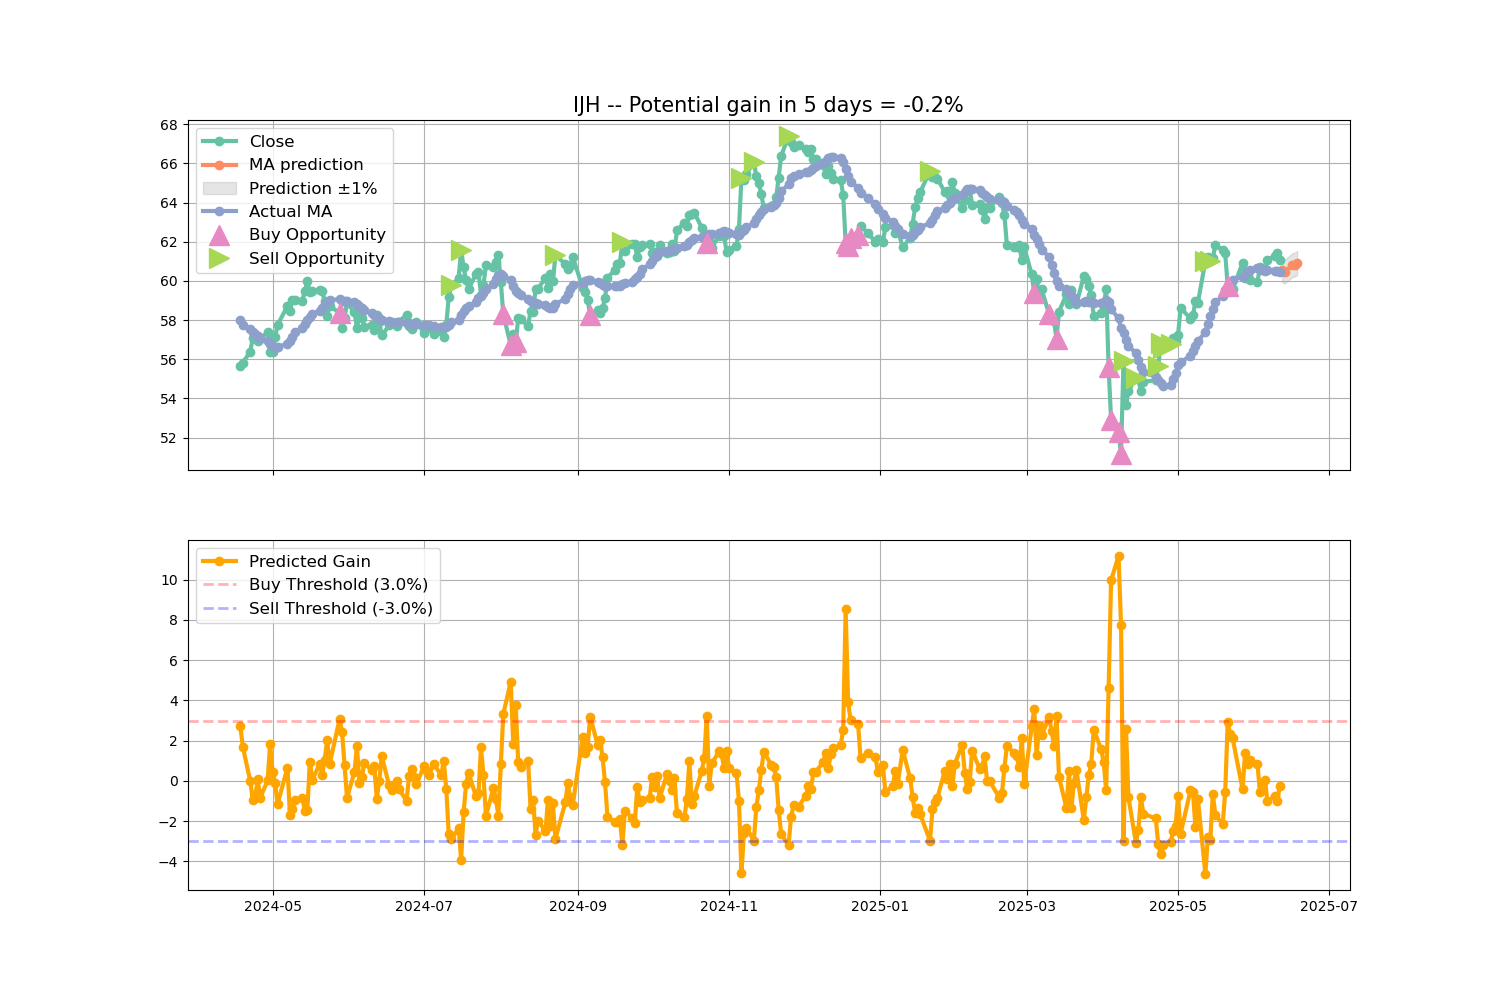 IJH -- Potential gain in 5 days = -0.2%
68
66
64
62
60
58
56
54
52
Close
MA prediction
Prediction ±1%
Actual MA
Buy Opportunity
Sell Opportunity
10
8
6
4
2
0
−2
−4
Predicted Gain
Buy Threshold (3.0%)
Sell Threshold (-3.0%)
2024-05 2024-07 2024-09 2024-11 2025-01 2025-03 2025-05 2025-07